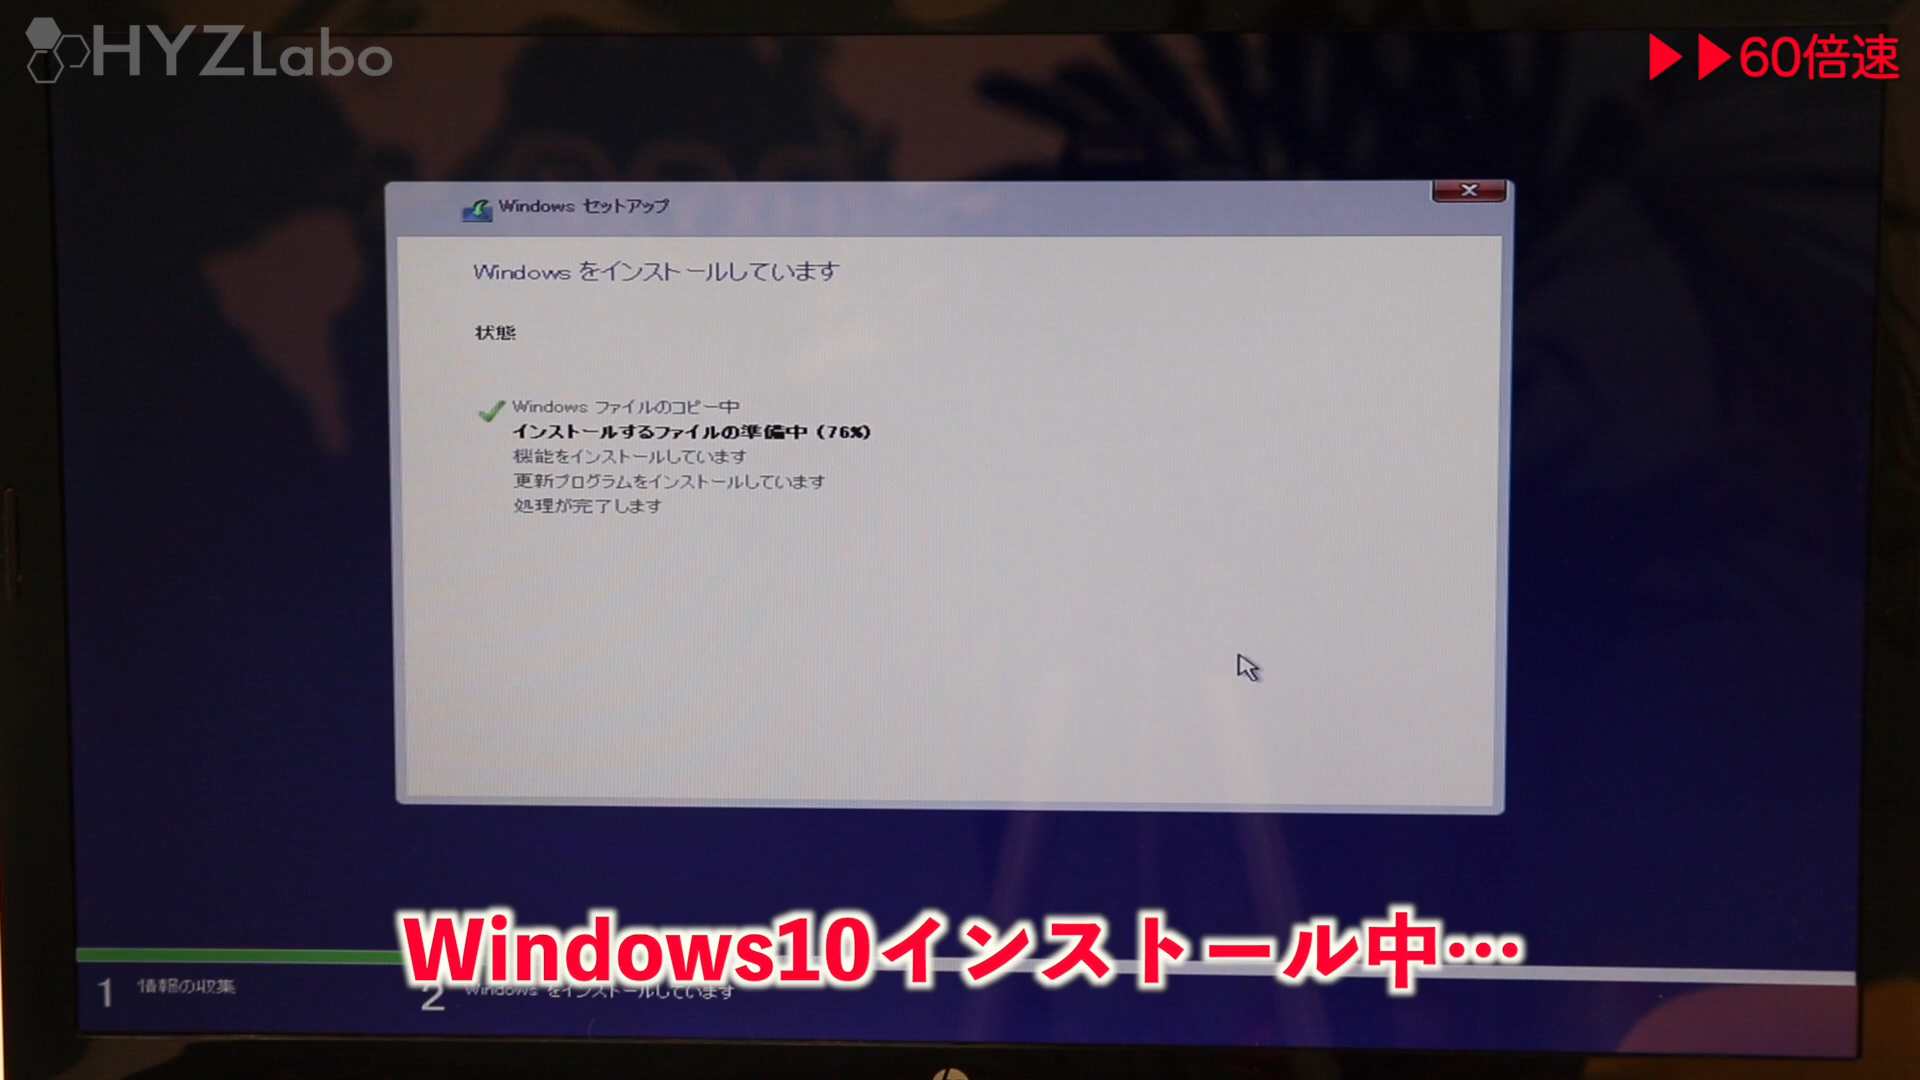 HYZLabo
▶▶60倍速
Windows セットアップ
Windows をインストールしています
状態
Windows ファイルのコピー中
インストールするファイルの準備中 (76%)
機能をインストールしています
更新プログラムをインストールしています
処理が完了します
Windows10インストール中…
1 情報の収集
2 Windows をインストールしています
hp